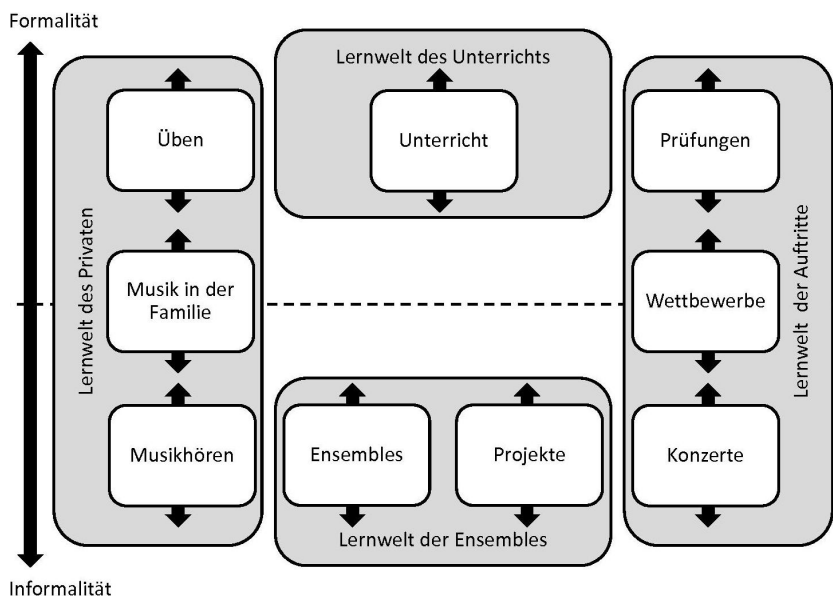 Formalität
Lernwelt des Privaten
Üben
Musik in der
Familie
Musikhören
Lernwelt des Unterrichts
Unterricht
Ensembles
Projekte
Lernwelt der Ensembles
Prüfungen
Wettbewerbe
Konzerte
Lernwelt der Auftritte
Informalität